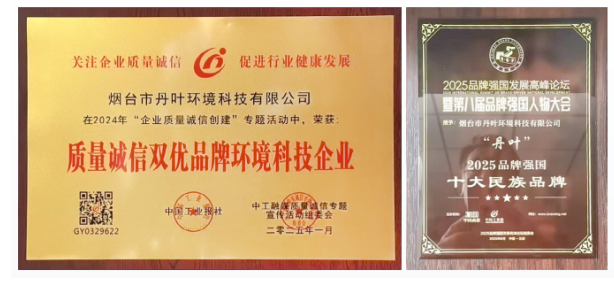 关注企业质量诚信 促进行业健康发展
烟台市丹叶环境科技有限公司
在2024年“企业质量诚信创建”专题活动中，荣获：
质量诚信双优品牌环境科技企业
GY0329622
中国工业报社
中工融媒质量诚信专题
宣传活动组委会
二零二五年一月
2025品牌强国发展高峰论坛
暨第八届品牌强国人物大会
授予：烟台市丹叶环境科技有限公司
“丹叶”
2025品牌强国
十大民族品牌